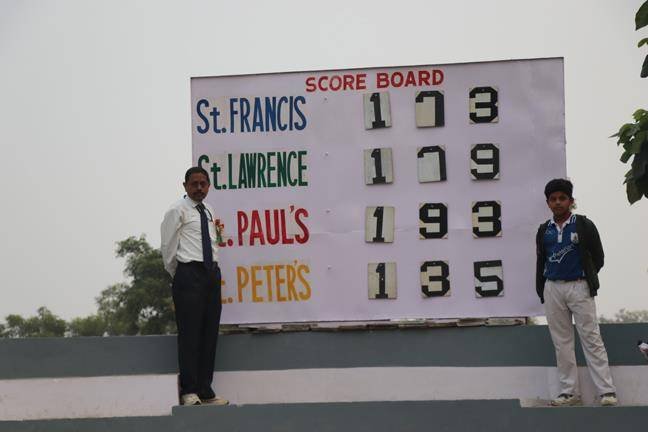 SCORE BOARD
St. FRANCIS 1 7 3
St. LAWRENCE 1 7 9
t. PAUL'S 1 93 3
t. PETER'S 1 3 5